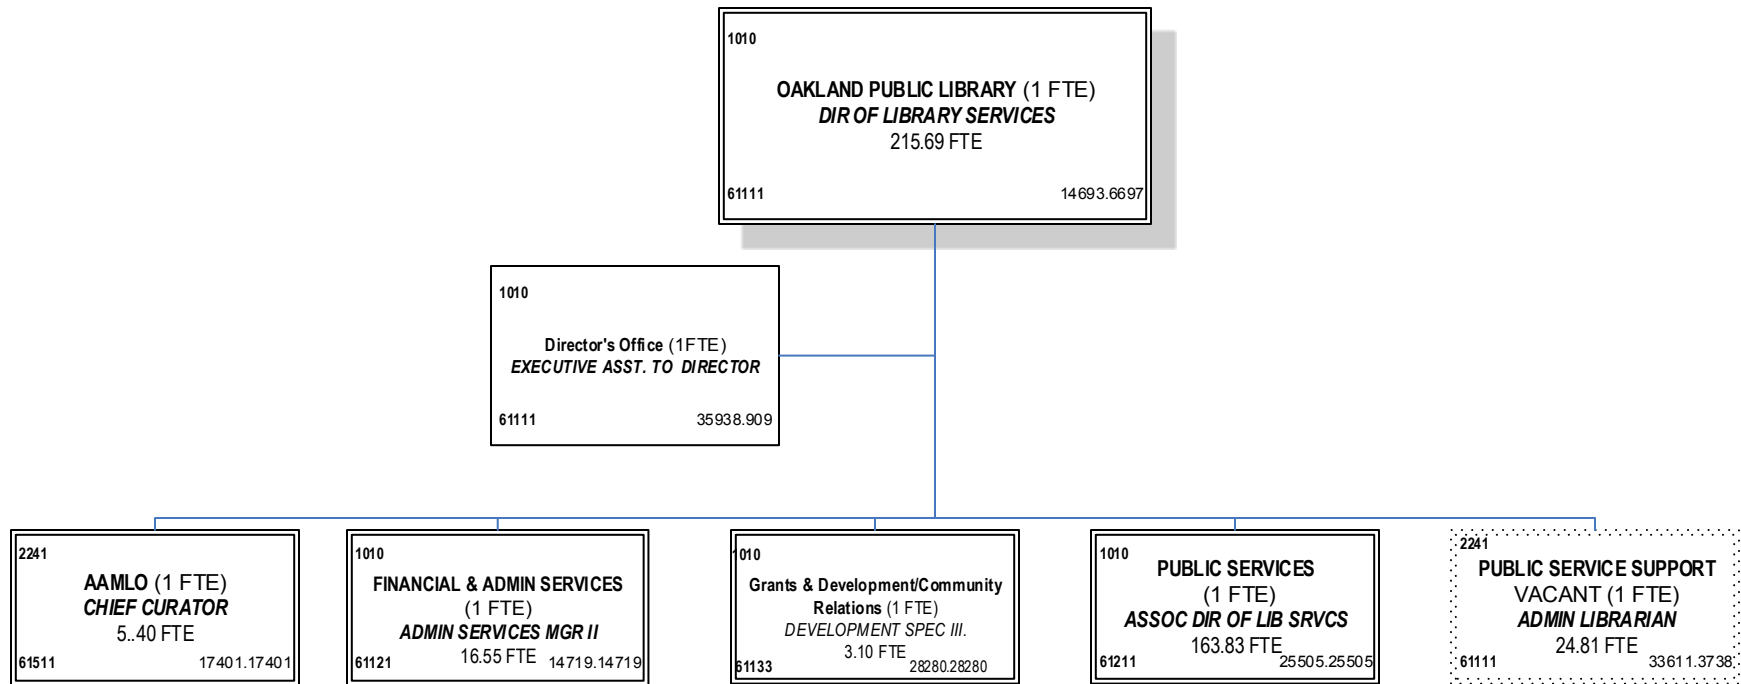 1010
OAKLAND PUBLIC LIBRARY (1 FTE)
DIR OF LIBRARY SERVICES
215.69 FTE
61111 14693.6697
1010
Director's Office (1FTE)
EXECUTIVE ASST. TO DIRECTOR
61111 35938.909
2241
AAMLO (1 FTE)
CHIEF CURATOR
5..40 FTE
61511 17401.17401
1010
FINANCIAL & ADMIN SERVICES
(1 FTE)
ADMIN SERVICES MGR II
16.55 FTE
61121 14719.14719
1010
Grants & Development/Community
Relations (1 FTE)
DEVELOPMENT SPEC III.
3.10 FTE
61133 28280.28280
1010
PUBLIC SERVICES
(1 FTE)
ASSOC DIR OF LIB SRVCS
163.83 FTE
61211 25505.25505
2241
PUBLIC SERVICE SUPPORT
VACANT (1 FTE)
ADMIN LIBRARIAN
24.81 FTE
61111 33611.3738